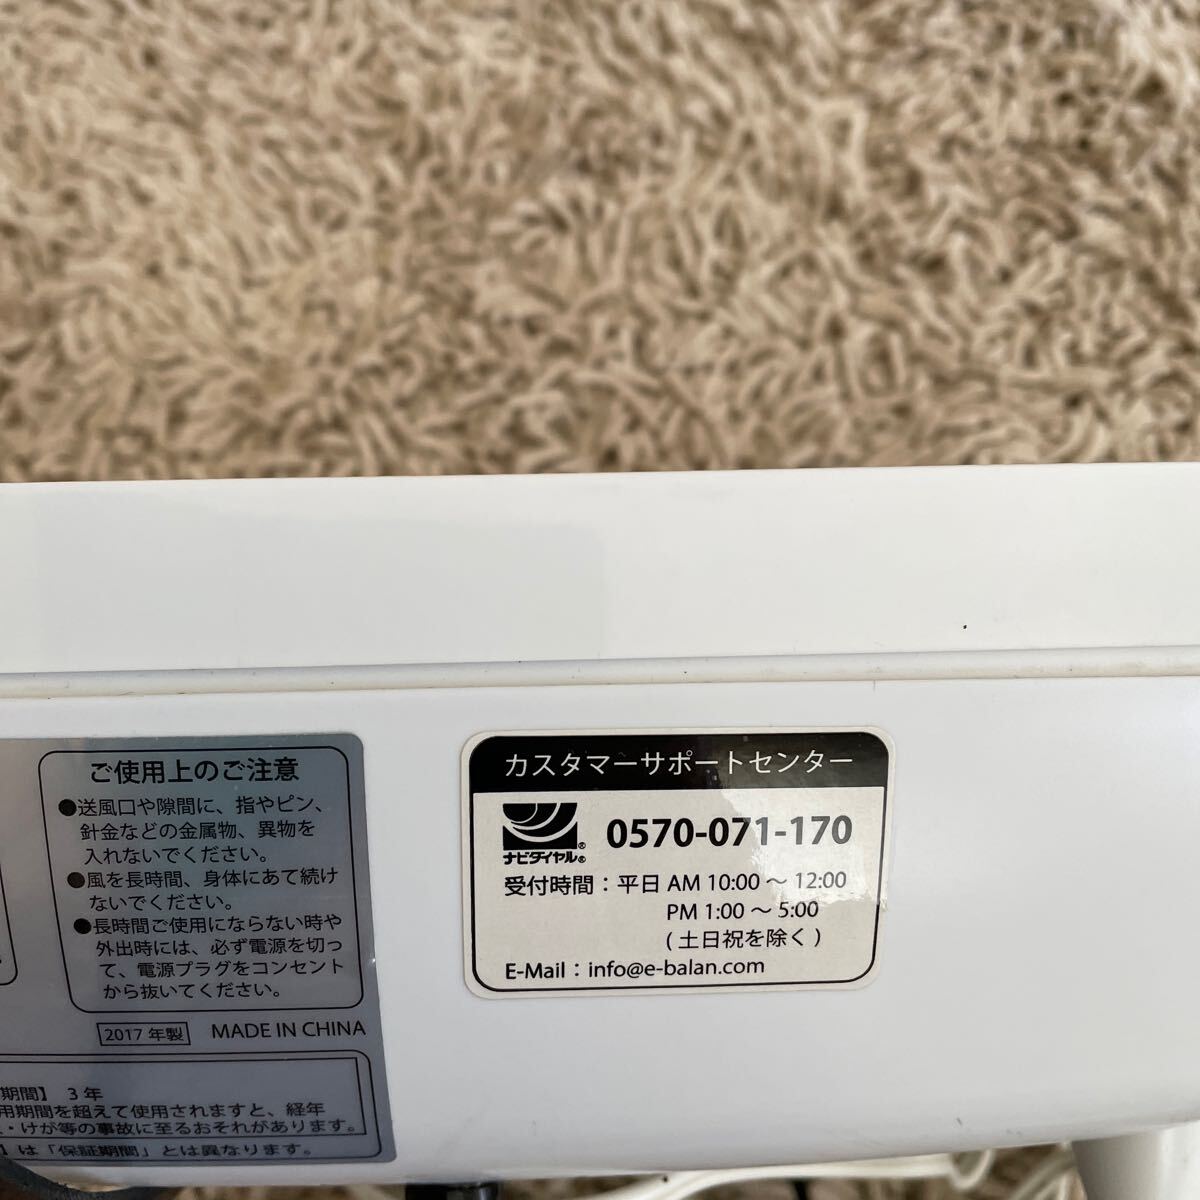 ご使用上のご注意
●送風口や隙間に、指やピン、
針金などの金属物、異物を
入れないでください。
●風を長時間、身体にあて続け
ないでください。
●長時間ご使用にならない時や
外出時には、必ず電源を切っ
て、電源プラグをコンセント
から抜いてください。
2017 年製 MADE IN CHINA
期間】 3 年
用期間を超えて使用されますと、経年
・けが等の事故に至るおそれがあります。
】は「保証期間」とは異なります。
カスタマーサポートセンター
ナビダイヤル® 0570-071-170
受付時間：平日 AM 10:00 ～ 12:00
PM 1:00 ～ 5:00
( 土日祝を除く )
E-Mail：info@e-balan.com